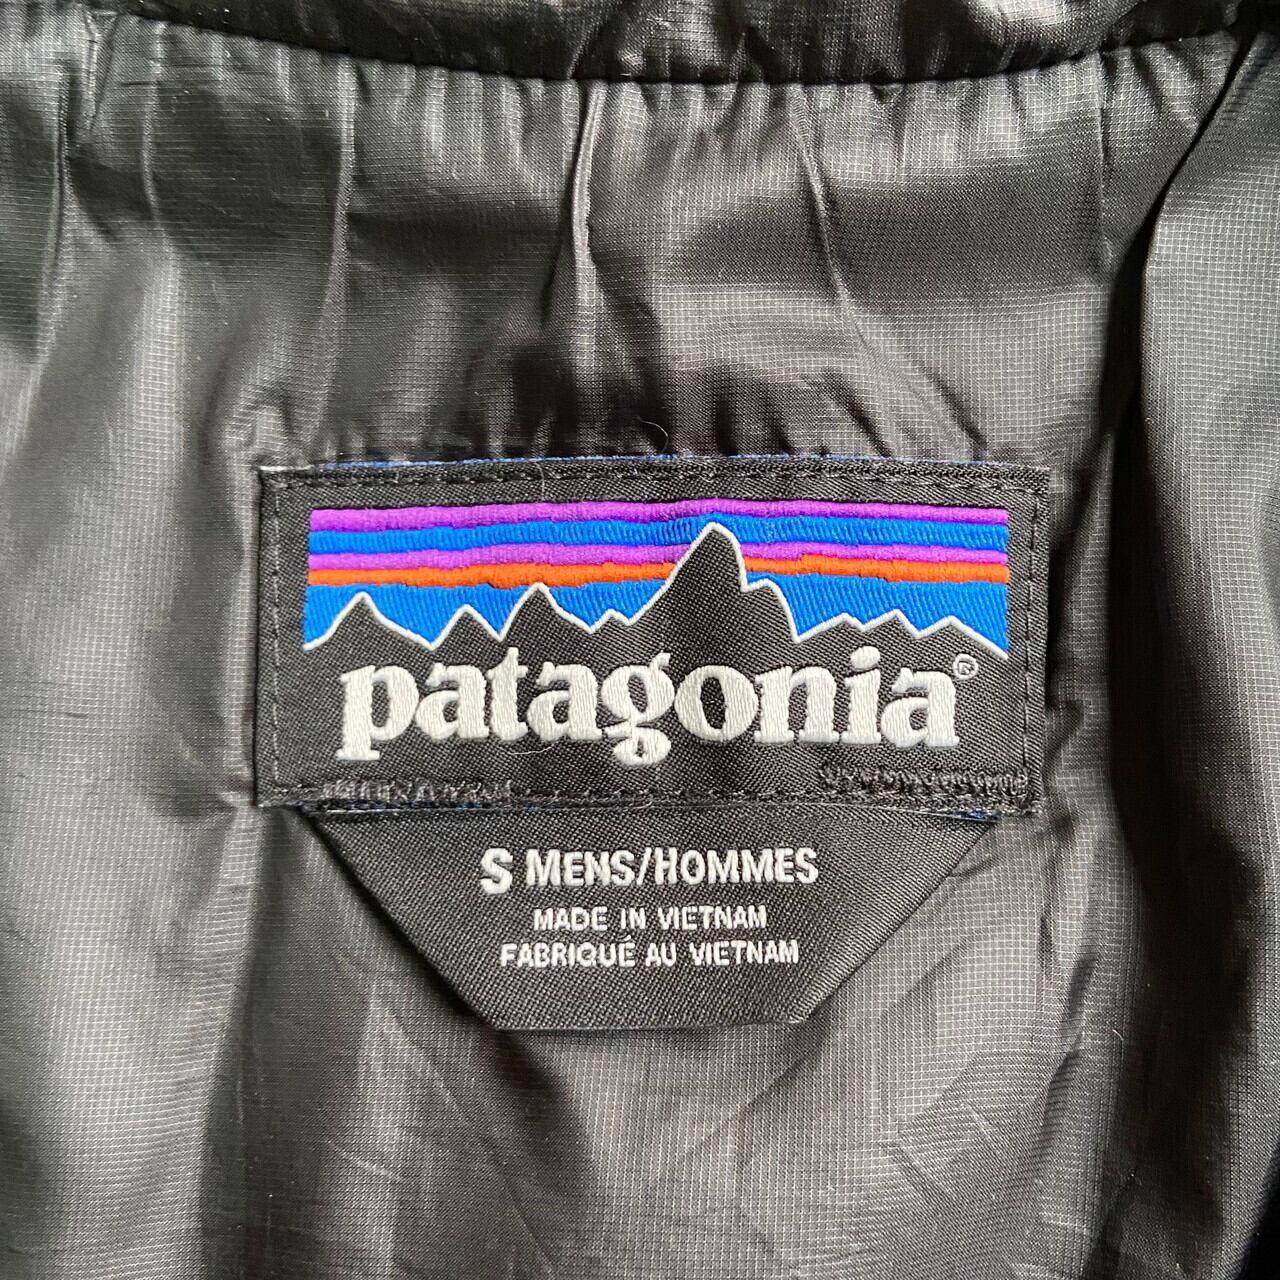 patagonia®
S MENS/HOMMES
MADE IN VIETNAM
FABRIQUÉ AU VIETNAM